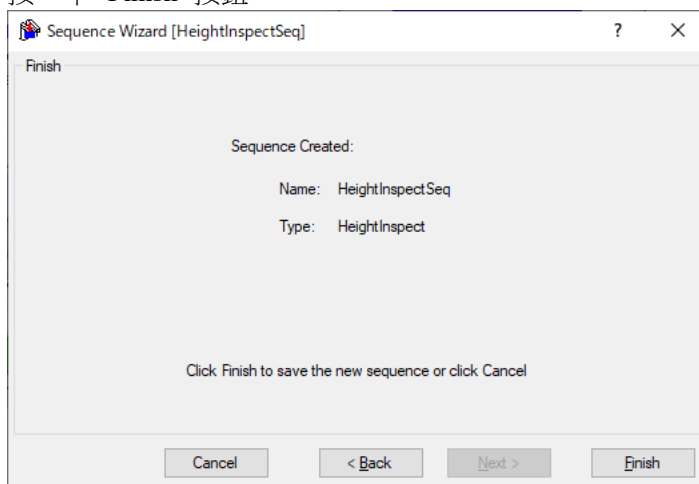 Sequence Wizard [HeightInspectSeq] ? ×
Finish
Sequence Created:
Name: HeightInspectSeq
Type: HeightInspect
Click Finish to save the new sequence or click Cancel
Cancel < Back Next > Finish